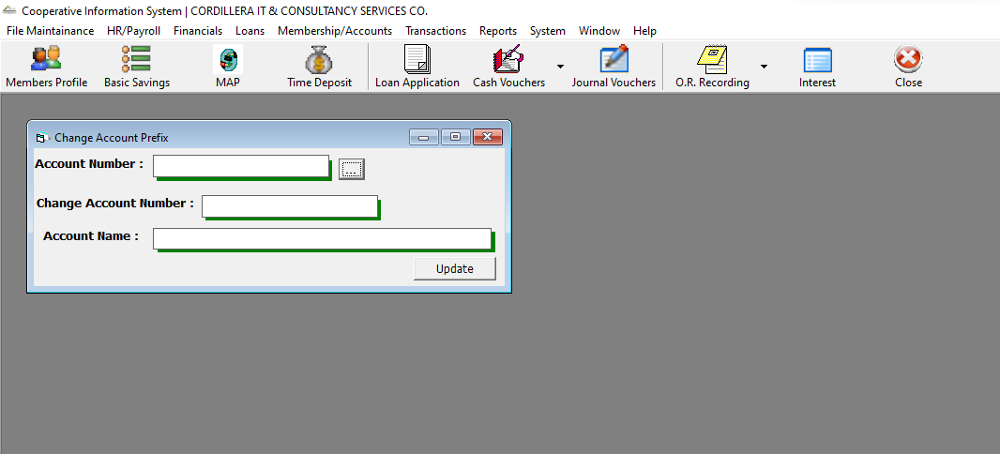 Cooperative Information System | CORDILLERA IT & CONSULTANCY SERVICES CO.
File Maintainance HR/Payroll Financials Loans Membership/Accounts Transactions Reports System Window Help
Members Profile Basic Savings MAP Time Deposit Loan Application Cash Vouchers Journal Vouchers O.R. Recording Interest Close
Change Account Prefix
Account Number :
...
Change Account Number :
Account Name :
Update